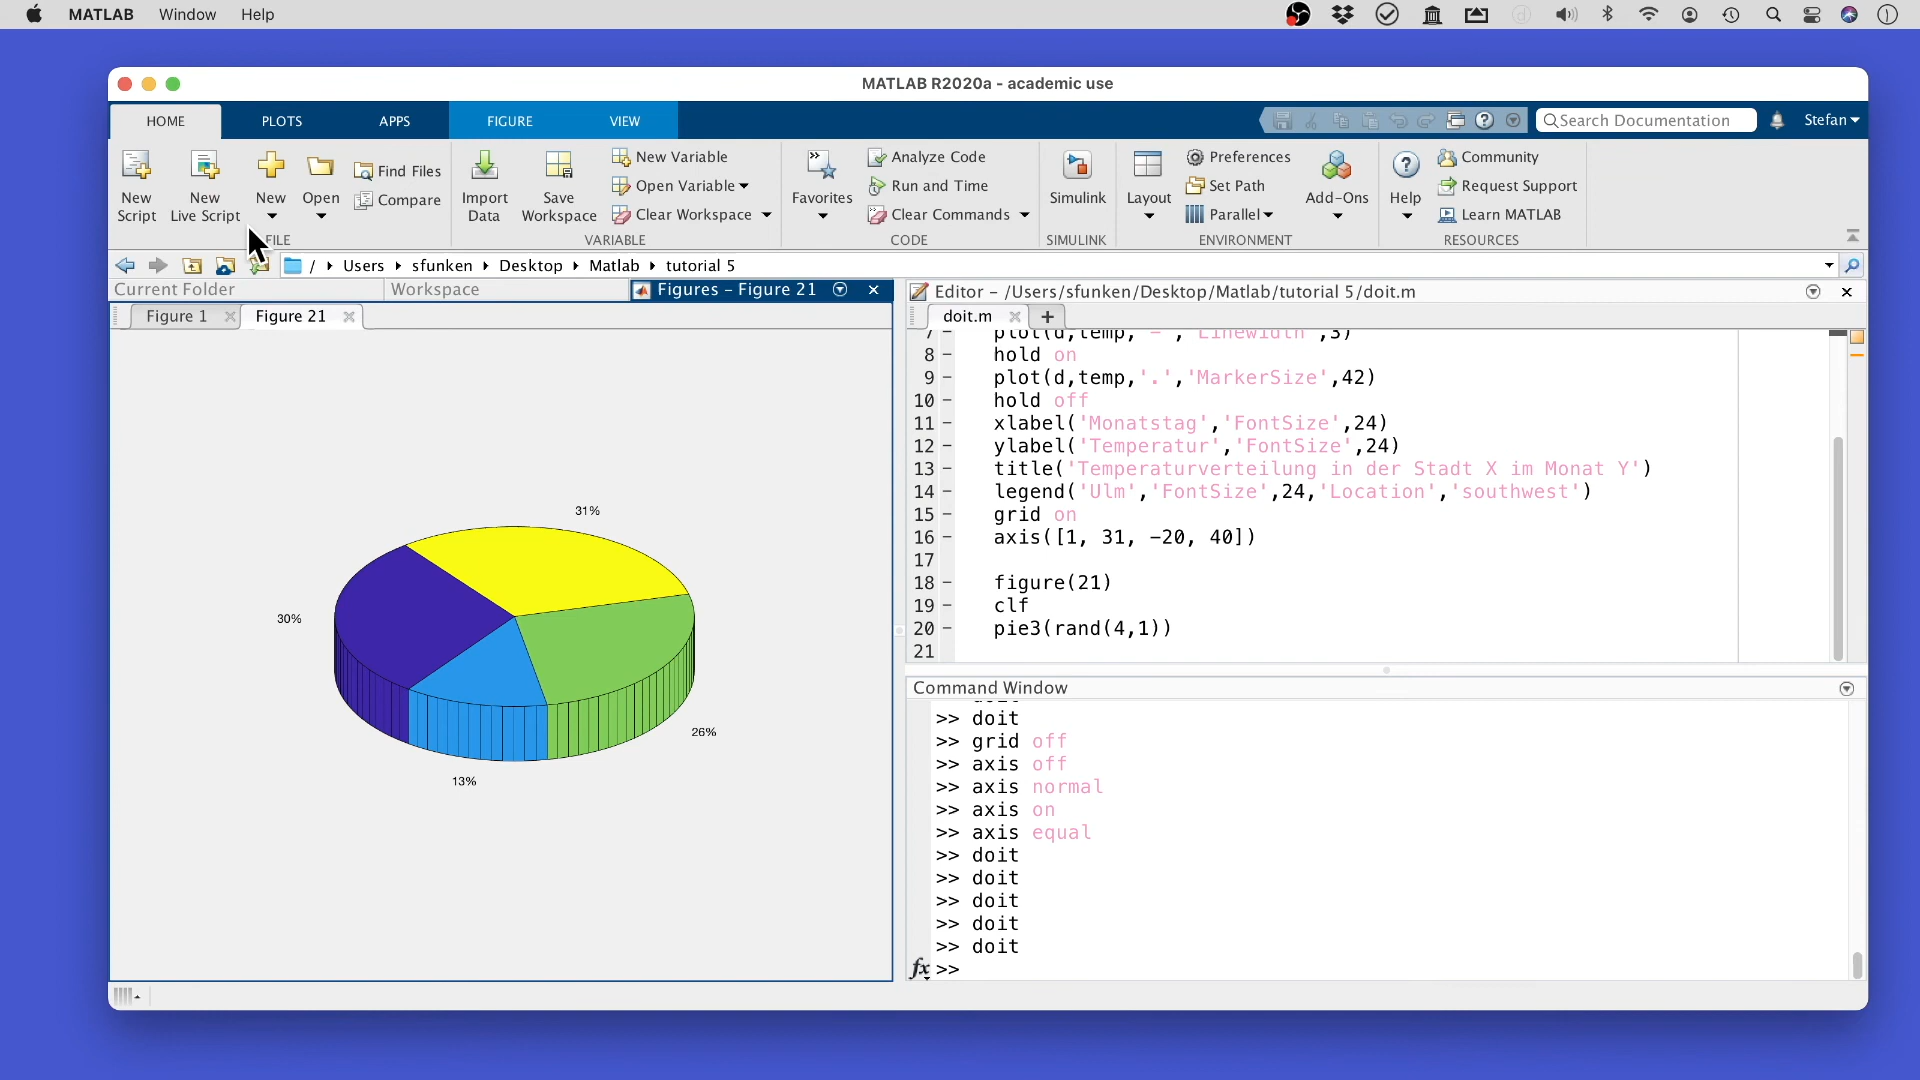 MATLAB Window Help
MATLAB R2020a - academic use
HOME PLOTS APPS FIGURE VIEW
Search Documentation
Stefan
New Script
New Live Script
New
Open
Find Files
Compare
FILE
Import Data
Save Workspace
New Variable
Open Variable
Clear Workspace
VARIABLE
Favorites
Analyze Code
Run and Time
Clear Commands
CODE
Simulink
SIMULINK
Layout
Preferences
Set Path
Parallel
Add-Ons
ENVIRONMENT
Help
Community
Request Support
Learn MATLAB
RESOURCES
/ Users sfunken Desktop Matlab tutorial 5
Current Folder
Workspace
Figures - Figure 21
Figure 1
Figure 21
31%
30%
26%
13%
Editor - /Users/sfunken/Desktop/Matlab/tutorial 5/doit.m
doit.m
+
7 - plot(d,temp,'-','Linewidth',3)
8 - hold on
9 - plot(d,temp,'.','MarkerSize',42)
10 - hold off
11 - xlabel('Monatstag','FontSize',24)
12 - ylabel('Temperatur','FontSize',24)
13 - title('Temperaturverteilung in der Stadt X im Monat Y')
14 - legend('Ulm','FontSize',24,'Location','southwest')
15 - grid on
16 - axis([1, 31, -20, 40])
17
18 - figure(21)
19 - clf
20 - pie3(rand(4,1))
21
Command Window
>> doit
>> grid off
>> axis off
>> axis normal
>> axis on
>> axis equal
>> doit
>> doit
>> doit
>> doit
>> doit
fx >>